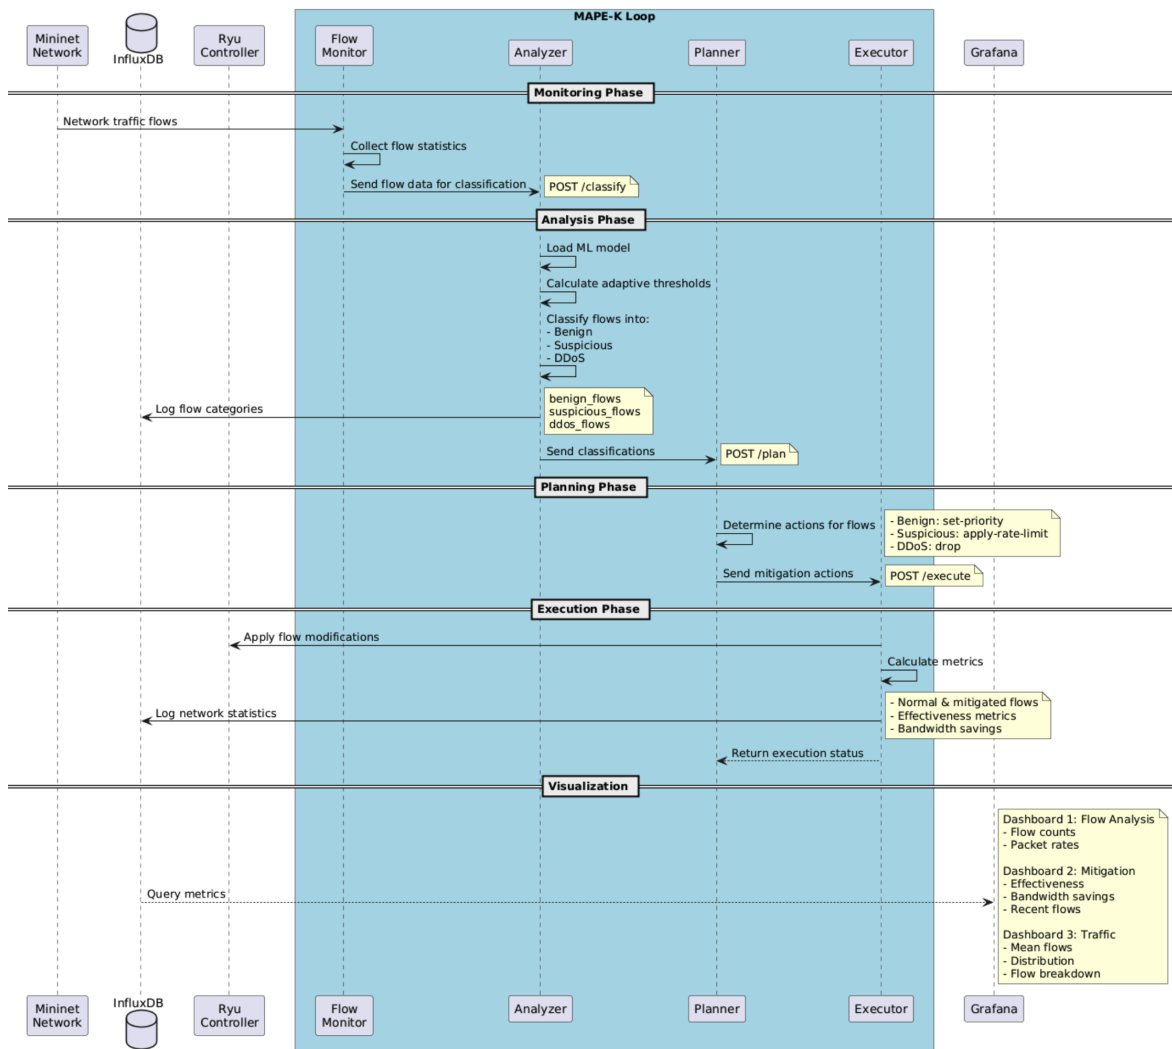 MAPE-K Loop
Mininet
Network
InfluxDB
Ryu
Controller
Flow
Monitor
Analyzer
Planner
Executor
Grafana
Monitoring Phase
Network traffic flows
Collect flow statistics
Send flow data for classification
POST /classify
Analysis Phase
Load ML model
Calculate adaptive thresholds
Classify flows into:
- Benign
- Suspicious
- DDoS
Log flow categories
benign_flows
suspicious_flows
ddos_flows
Send classifications
POST /plan
Planning Phase
Determine actions for flows
- Benign: set-priority
- Suspicious: apply-rate-limit
- DDoS: drop
Send mitigation actions
POST /execute
Execution Phase
Apply flow modifications
Calculate metrics
Log network statistics
- Normal & mitigated flows
- Effectiveness metrics
- Bandwidth savings
Return execution status
Visualization
Query metrics
Dashboard 1: Flow Analysis
- Flow counts
- Packet rates
Dashboard 2: Mitigation
- Effectiveness
- Bandwidth savings
- Recent flows
Dashboard 3: Traffic
- Mean flows
- Distribution
- Flow breakdown
Mininet
Network
InfluxDB
Ryu
Controller
Flow
Monitor
Analyzer
Planner
Executor
Grafana